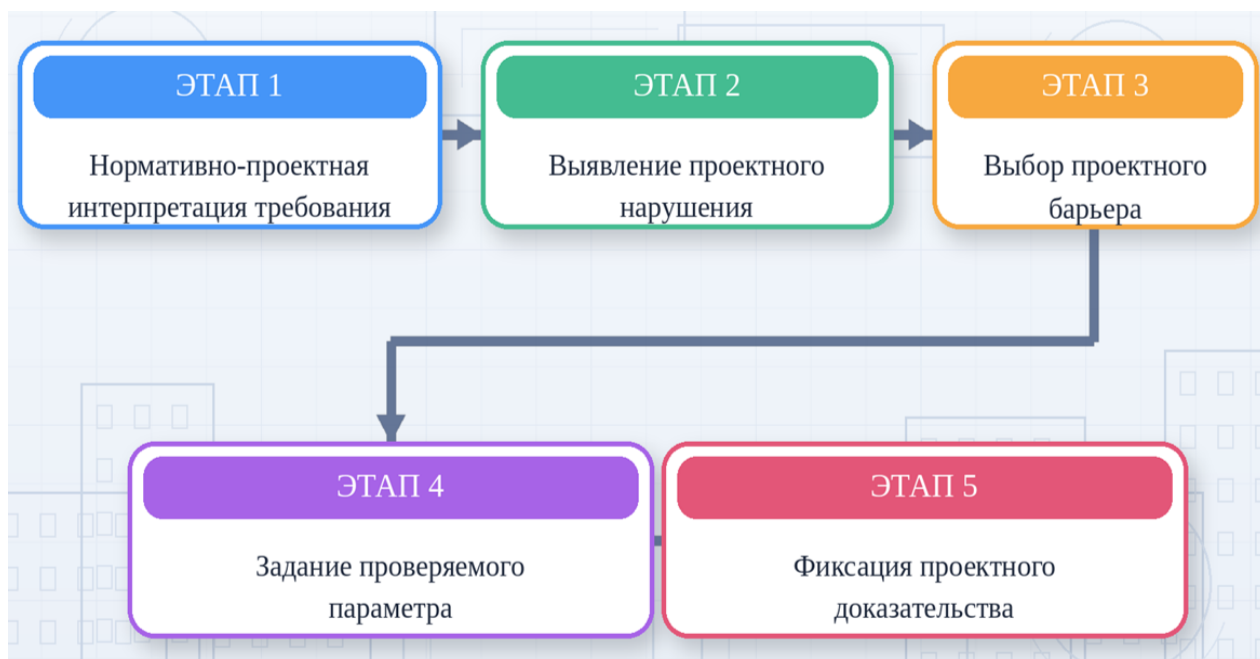 ЭТАП 1
Нормативно-проектная
интерпретация требования
ЭТАП 2
Выявление проектного
нарушения
ЭТАП 3
Выбор проектного
барьера
ЭТАП 4
Задание проверяемого
параметра
ЭТАП 5
Фиксация проектного
доказательства